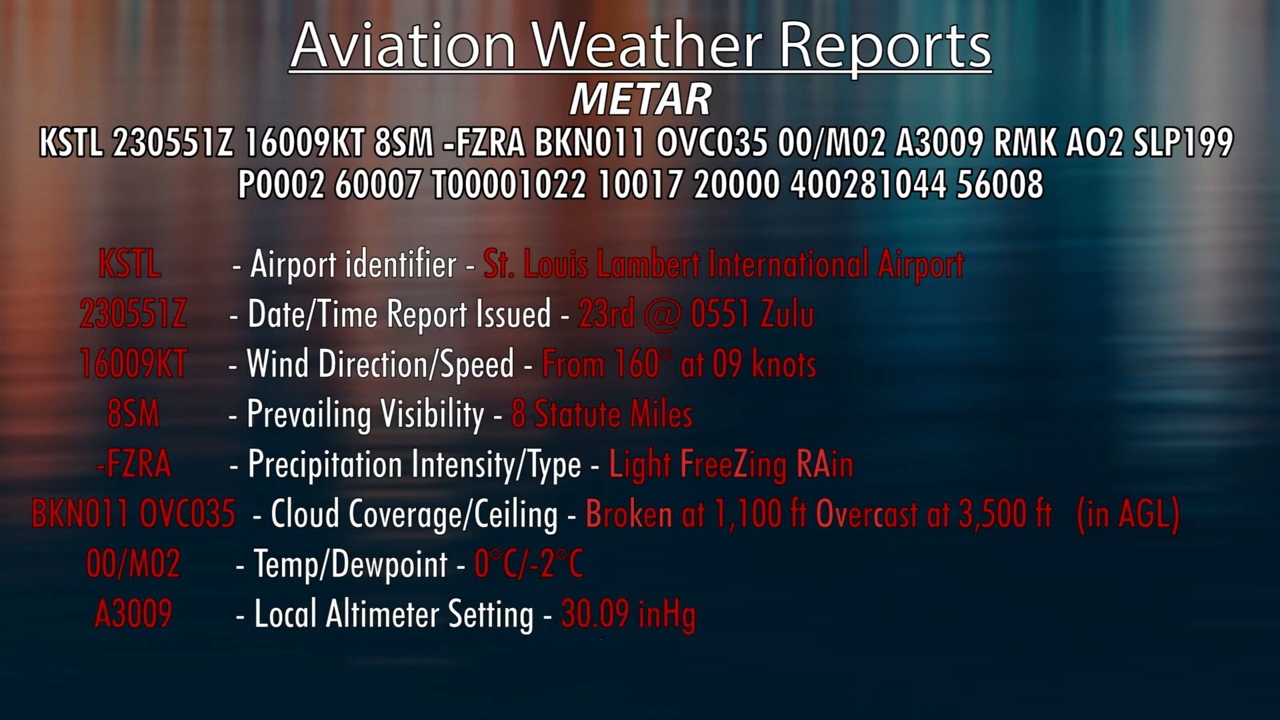 Aviation Weather Reports
METAR
KSTL 230551Z 16009KT 8SM -FZRA BKN011 OVC035 00/M02 A3009 RMK AO2 SLP199
P0002 60007 T00001022 10017 20000 400281044 56008
KSTL - Airport identifier - St. Louis Lambert International Airport
230551Z - Date/Time Report Issued - 23rd @ 0551 Zulu
16009KT - Wind Direction/Speed - From 160° at 09 knots
8SM - Prevailing Visibility - 8 Statute Miles
-FZRA - Precipitation Intensity/Type - Light FreeZing RAin
BKN011 OVC035 - Cloud Coverage/Ceiling - Broken at 1,100 ft Overcast at 3,500 ft (in AGL)
00/M02 - Temp/Dewpoint - 0°C/-2°C
A3009 - Local Altimeter Setting - 30.09 inHg